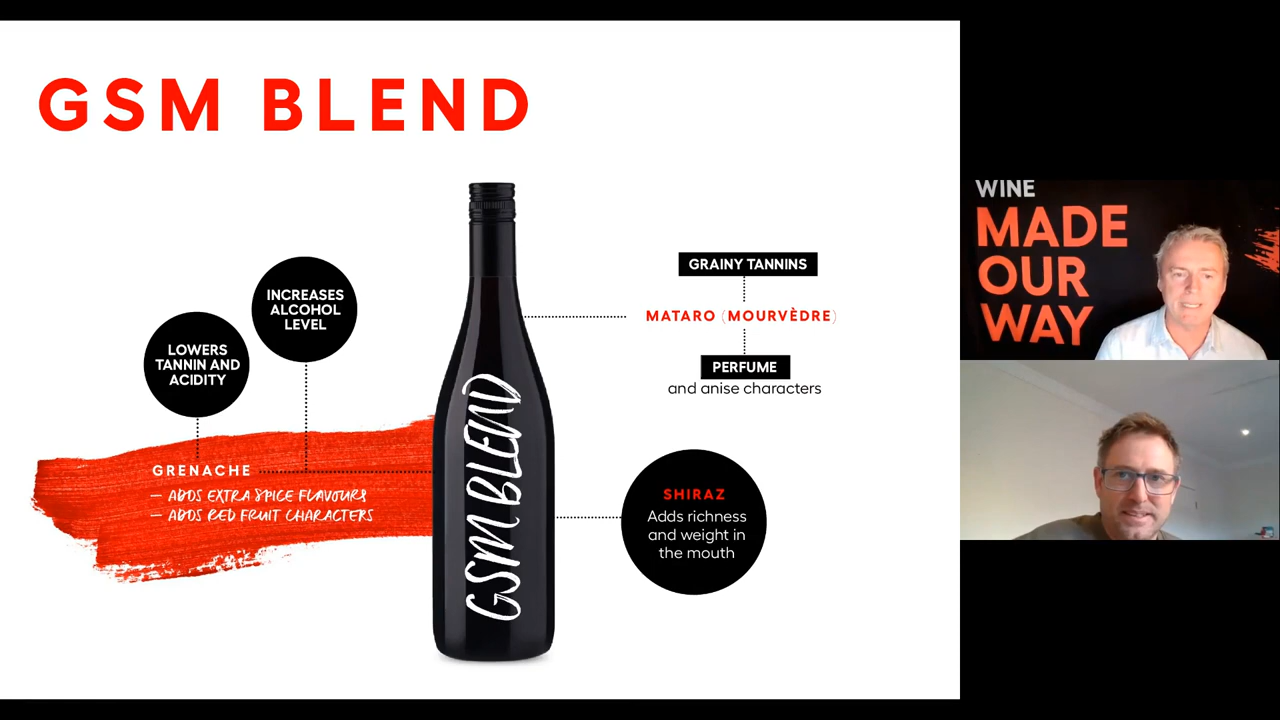 GSM BLEND
INCREASES
ALCOHOL
LEVEL
LOWERS
TANNIN AND
ACIDITY
GRENACHE
— ADDS EXTRA SPICE FLAVOURS
— ADDS RED FRUIT CHARACTERS
GSM BLEND
GRAINY TANNINS
MATARO (MOURVÈDRE)
PERFUME
and anise characters
SHIRAZ
Adds richness
and weight in
the mouth
WINE
MADE
OUR
WAY